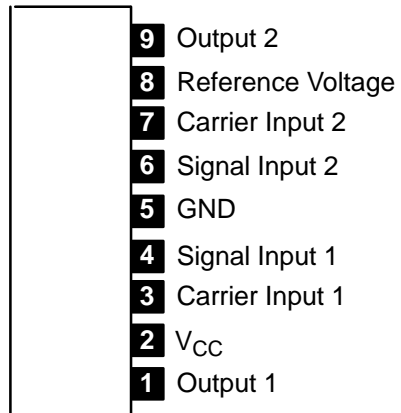 9 Output 2
8 Reference Voltage
7 Carrier Input 2
6 Signal Input 2
5 GND
4 Signal Input 1
3 Carrier Input 1
2 VCC
1 Output 1